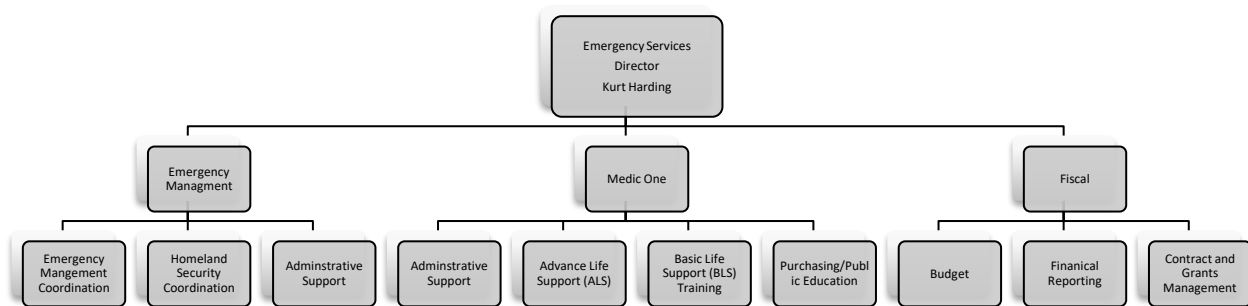 Emergency Services
Director
Kurt Harding
Emergency
Managment
Medic One
Fiscal
Emergency
Mangement
Coordination
Homeland
Security
Coordination
Adminstrative
Support
Adminstrative
Support
Advance Life
Support (ALS)
Basic Life
Support (BLS)
Training
Purchasing/Publ
ic Education
Budget
Finanical
Reporting
Contract and
Grants
Management